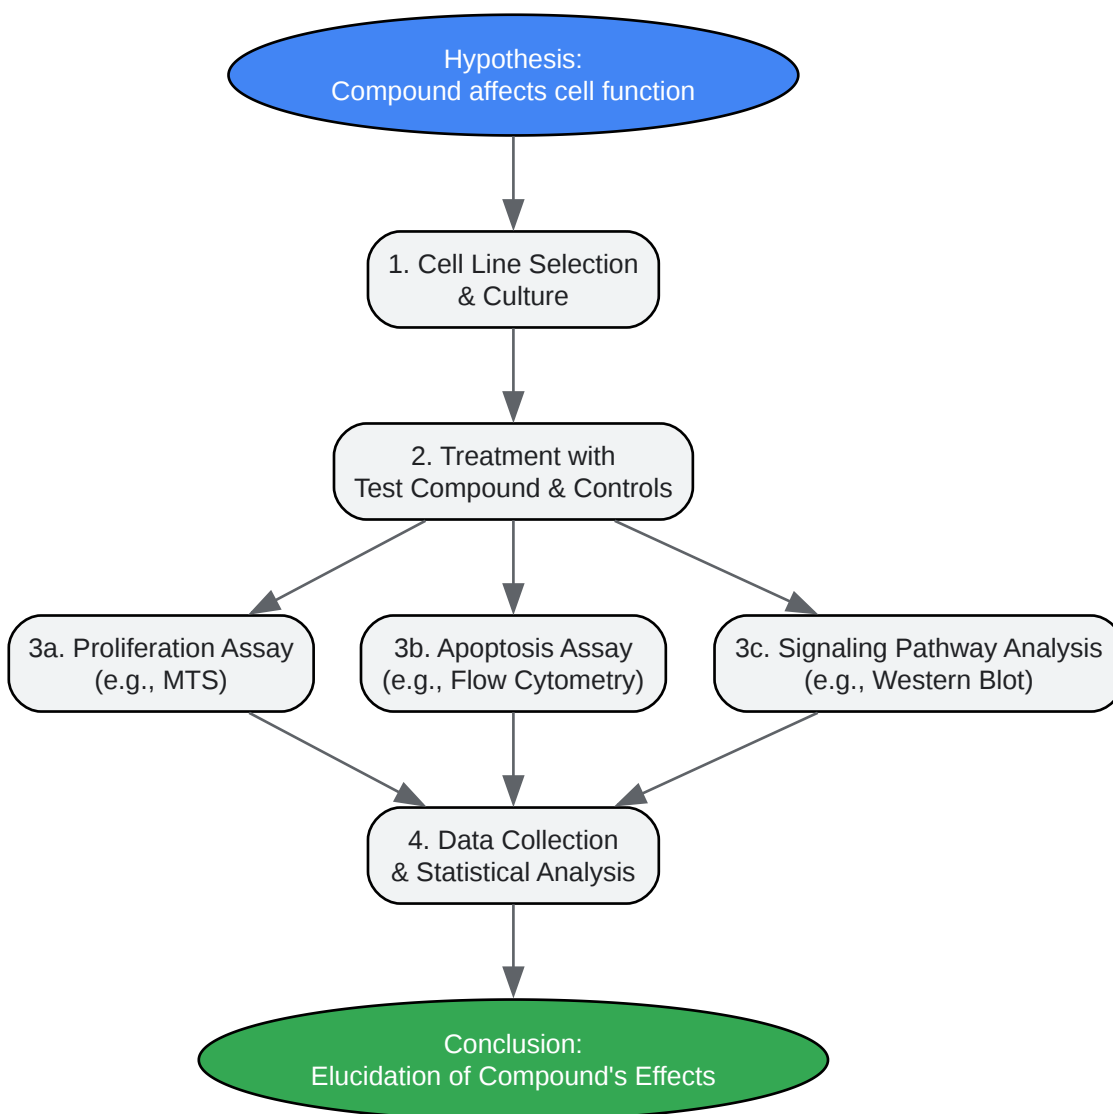 Hypothesis:
Compound affects cell function
1. Cell Line Selection
& Culture
2. Treatment with
Test Compound & Controls
3a. Proliferation Assay
(e.g., MTS)
3b. Apoptosis Assay
(e.g., Flow Cytometry)
3c. Signaling Pathway Analysis
(e.g., Western Blot)
4. Data Collection
& Statistical Analysis
Conclusion:
Elucidation of Compound's Effects